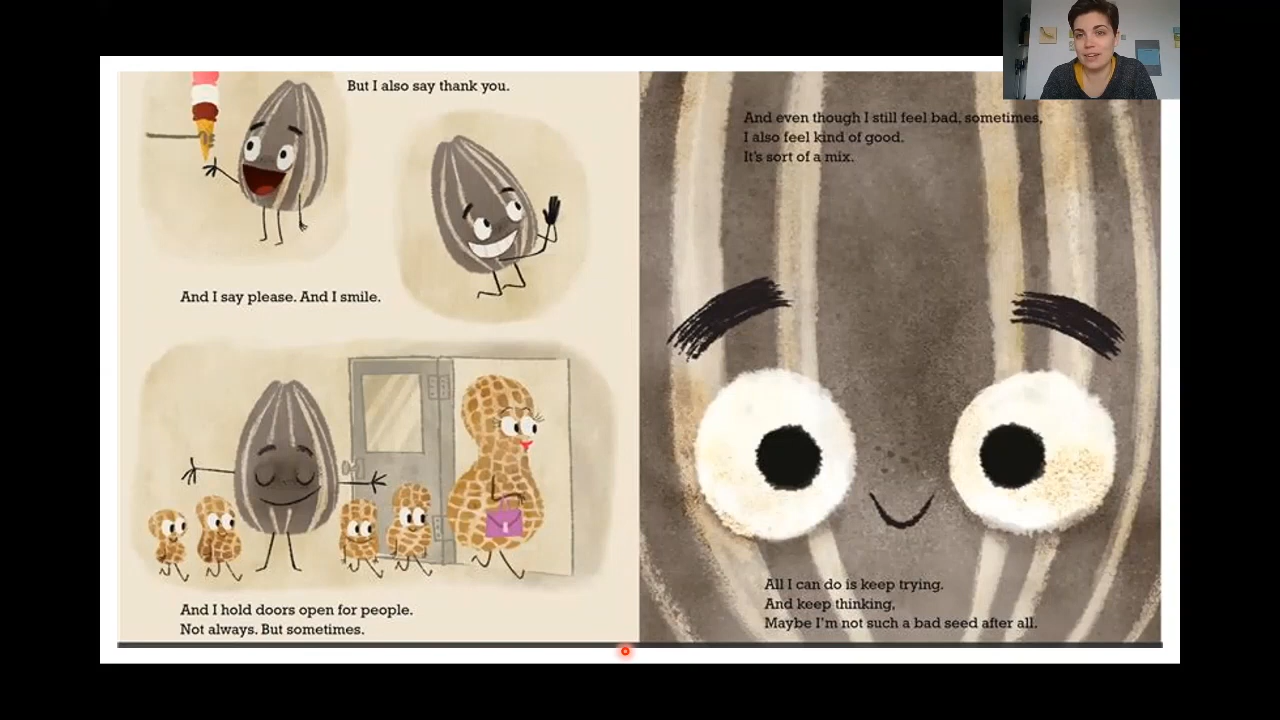 But I also say thank you.
And I say please. And I smile.
And I hold doors open for people.
Not always. But sometimes.
And even though I still feel bad, sometimes,
I also feel kind of good.
It's sort of a mix.
All I can do is keep trying.
And keep thinking,
Maybe I'm not such a bad seed after all.